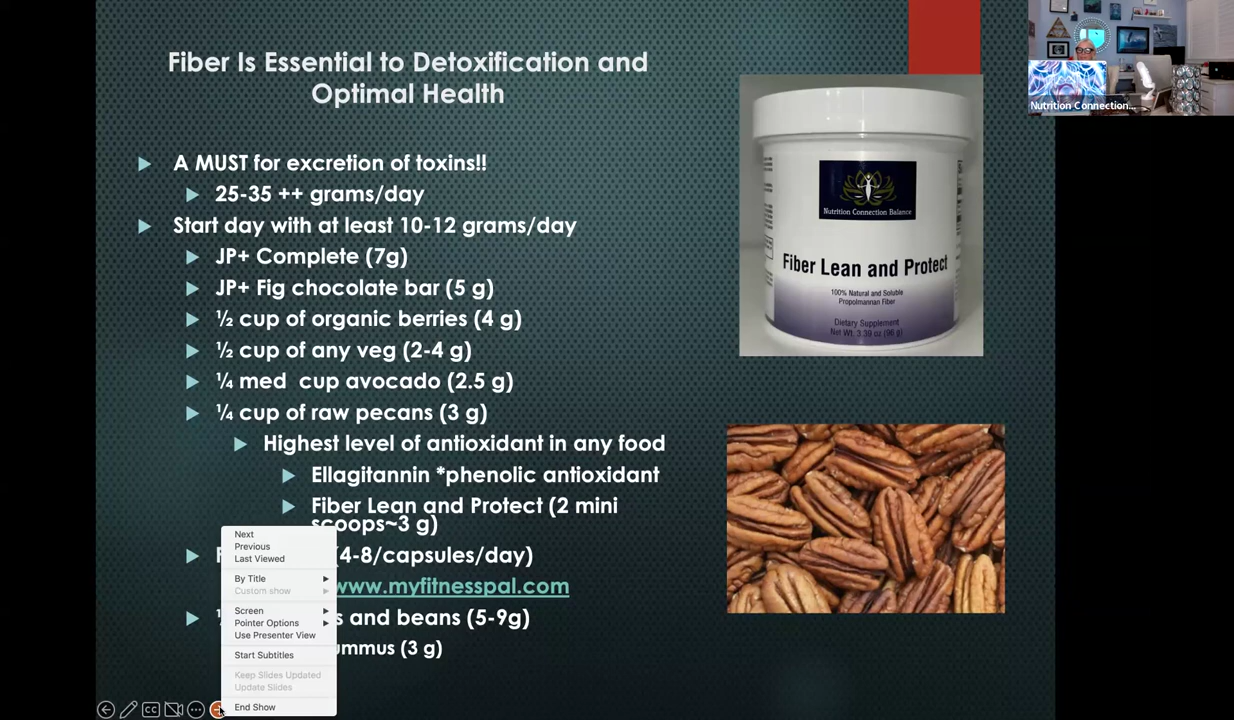 Fiber Is Essential to Detoxification and
Optimal Health
A MUST for excretion of toxins!!
25-35 ++ grams/day
Start day with at least 10-12 grams/day
JP+ Complete (7g)
JP+ Fig chocolate bar (5 g)
½ cup of organic berries (4 g)
½ cup of any veg (2-4 g)
¼ med cup avocado (2.5 g)
¼ cup of raw pecans (3 g)
Highest level of antioxidant in any food
Ellagitannin *phenolic antioxidant
Fiber Lean and Protect (2 mini
scoops~3 g)
(4-8/capsules/day)
www.myfitnesspal.com
s and beans (5-9g)
ummus (3 g)
Next
Previous
Last Viewed
By Title
Custom show
Screen
Pointer Options
Use Presenter View
Start Subtitles
Keep Slides Updated
Update Slides
End Show
CC
Nutrition Connection Balance
Fiber Lean and Protect
100% Natural and Soluble
Propolmannan Fiber
Dietary Supplement
Net Wt. 3.39 oz (96 g)
Nutrition Connection...